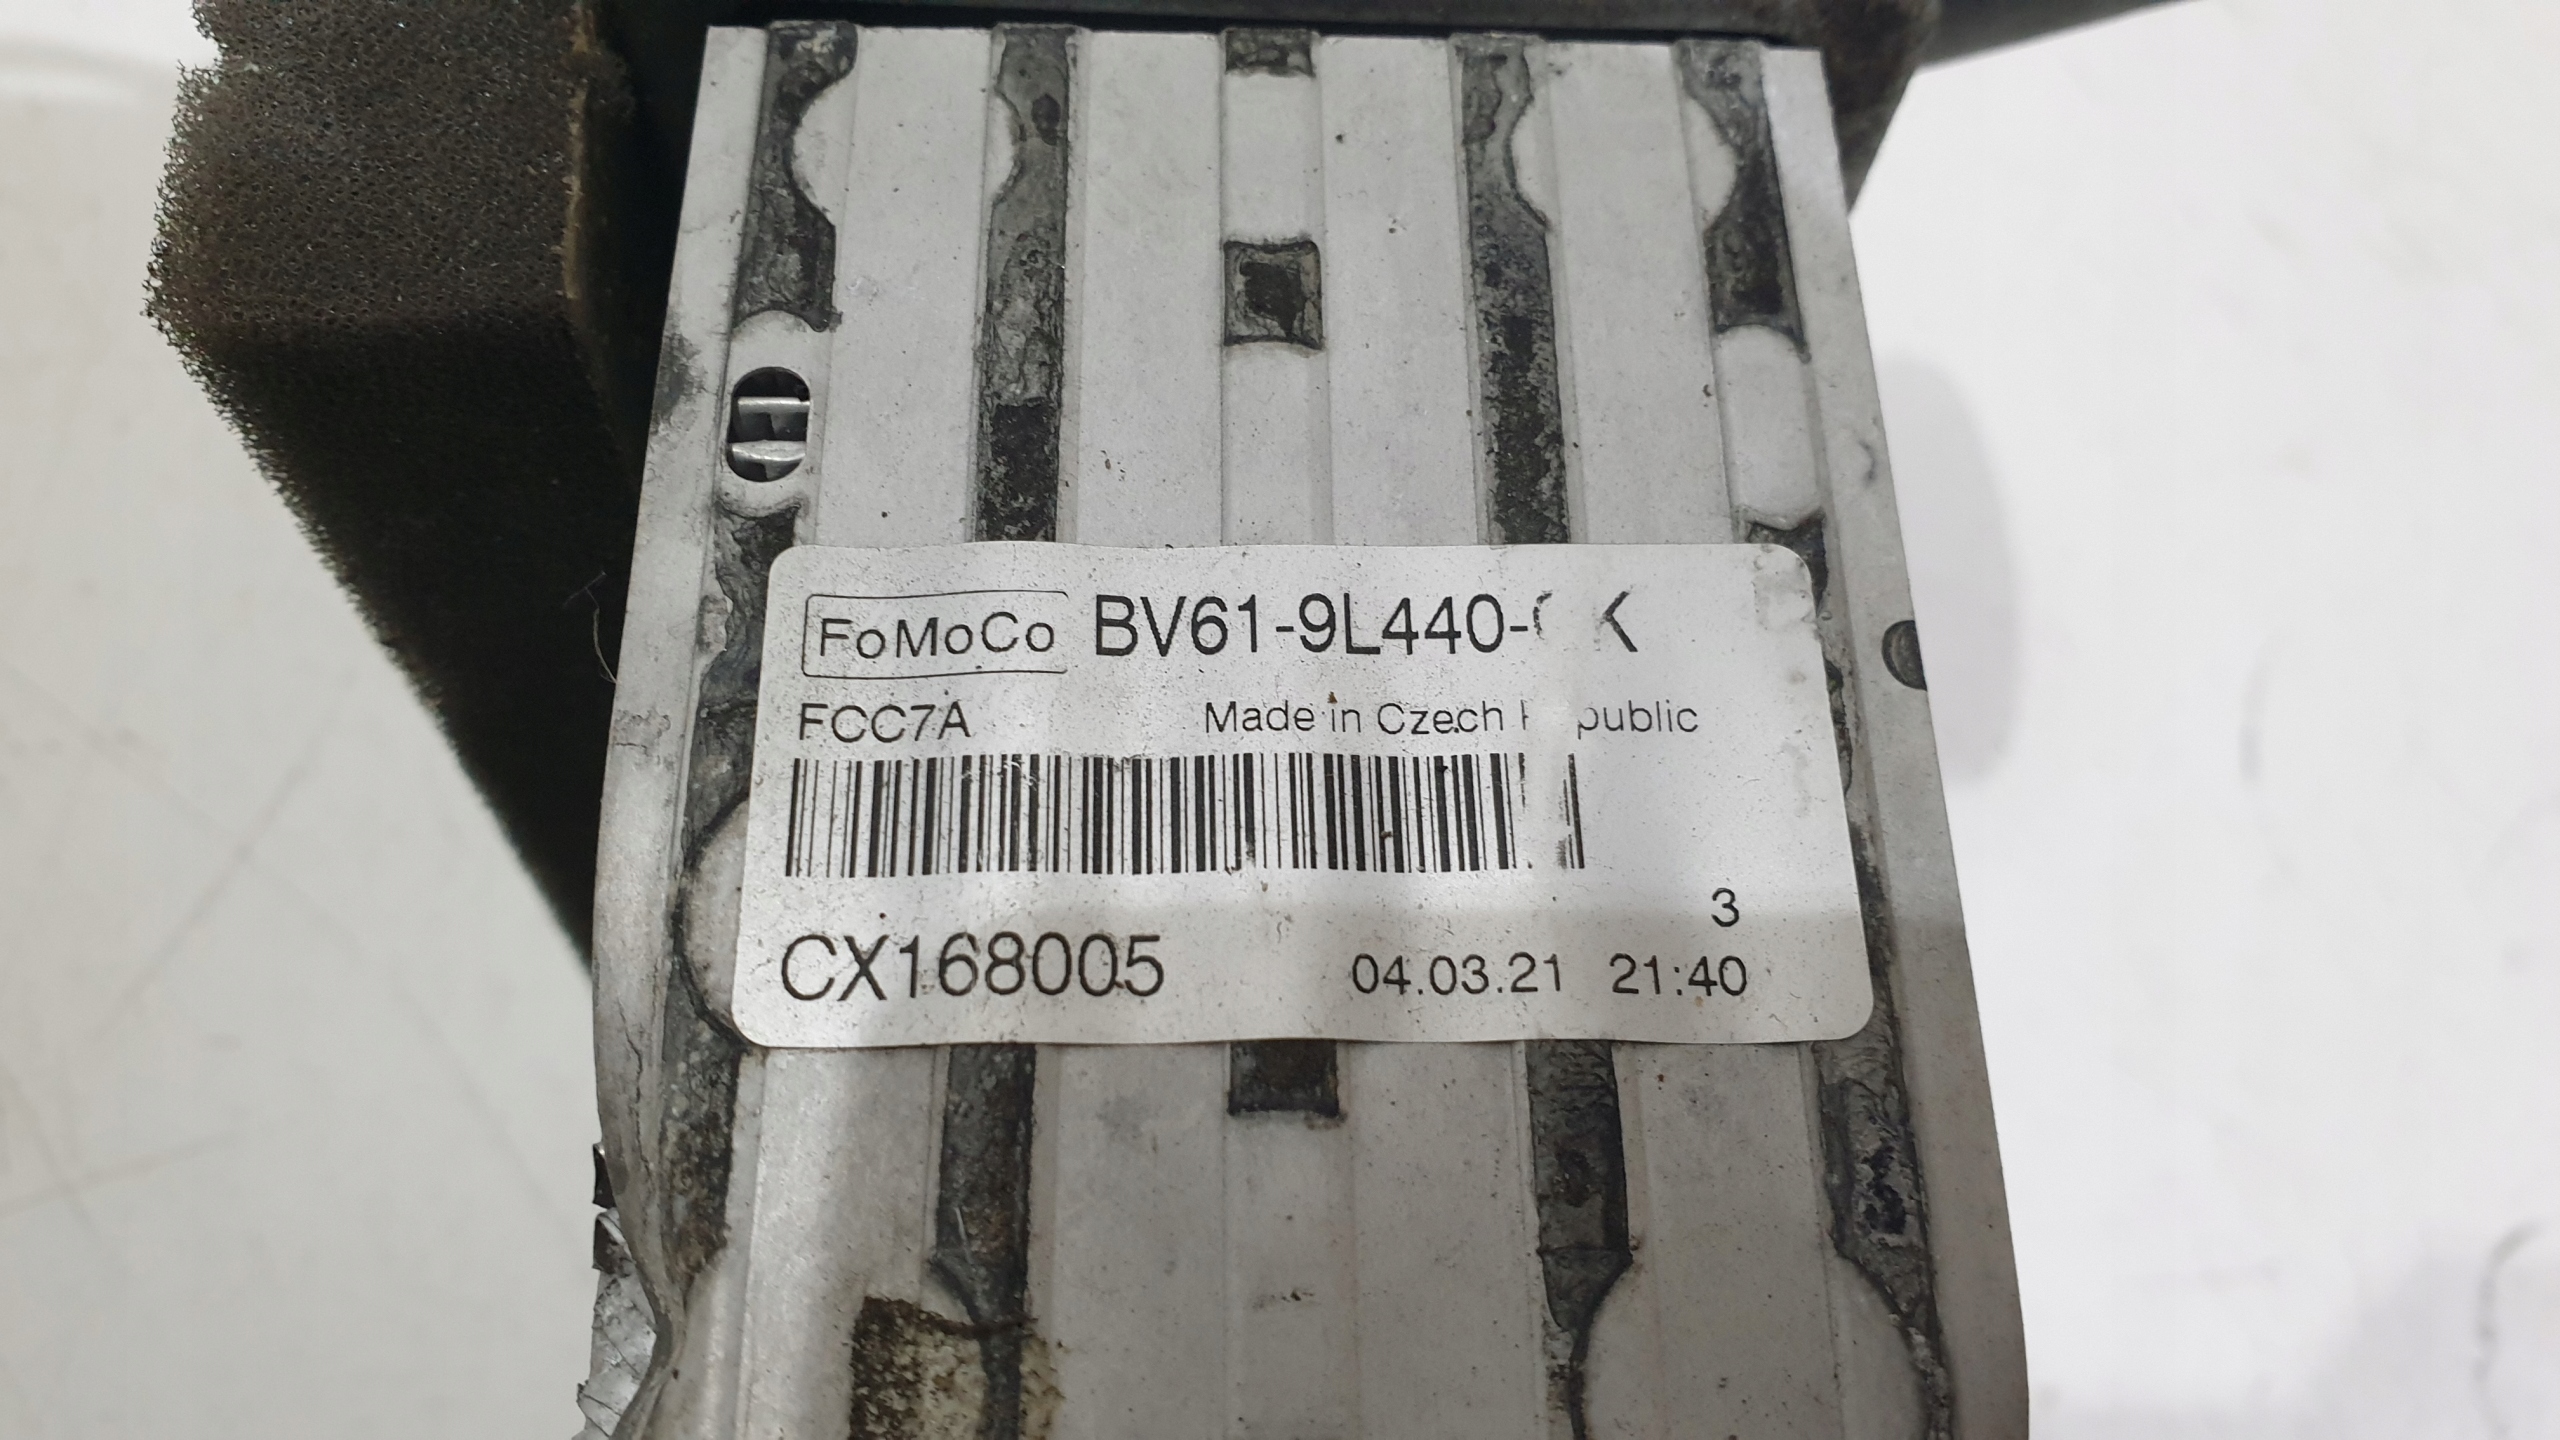 FoMoCo BV61-9L440-
FCC7A Made in Czech
3
CX168005 04.03.21 21:40